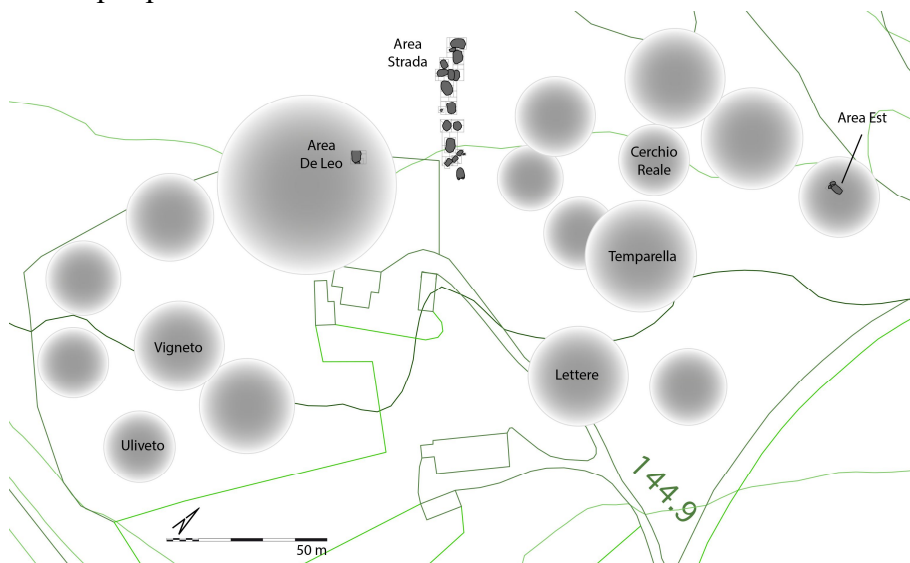 Area
Strada
Area Est
Area
De Leo
Cerchio
Reale
Temparella
Vigneto
Lettere
Uliveto
144.9
50 m